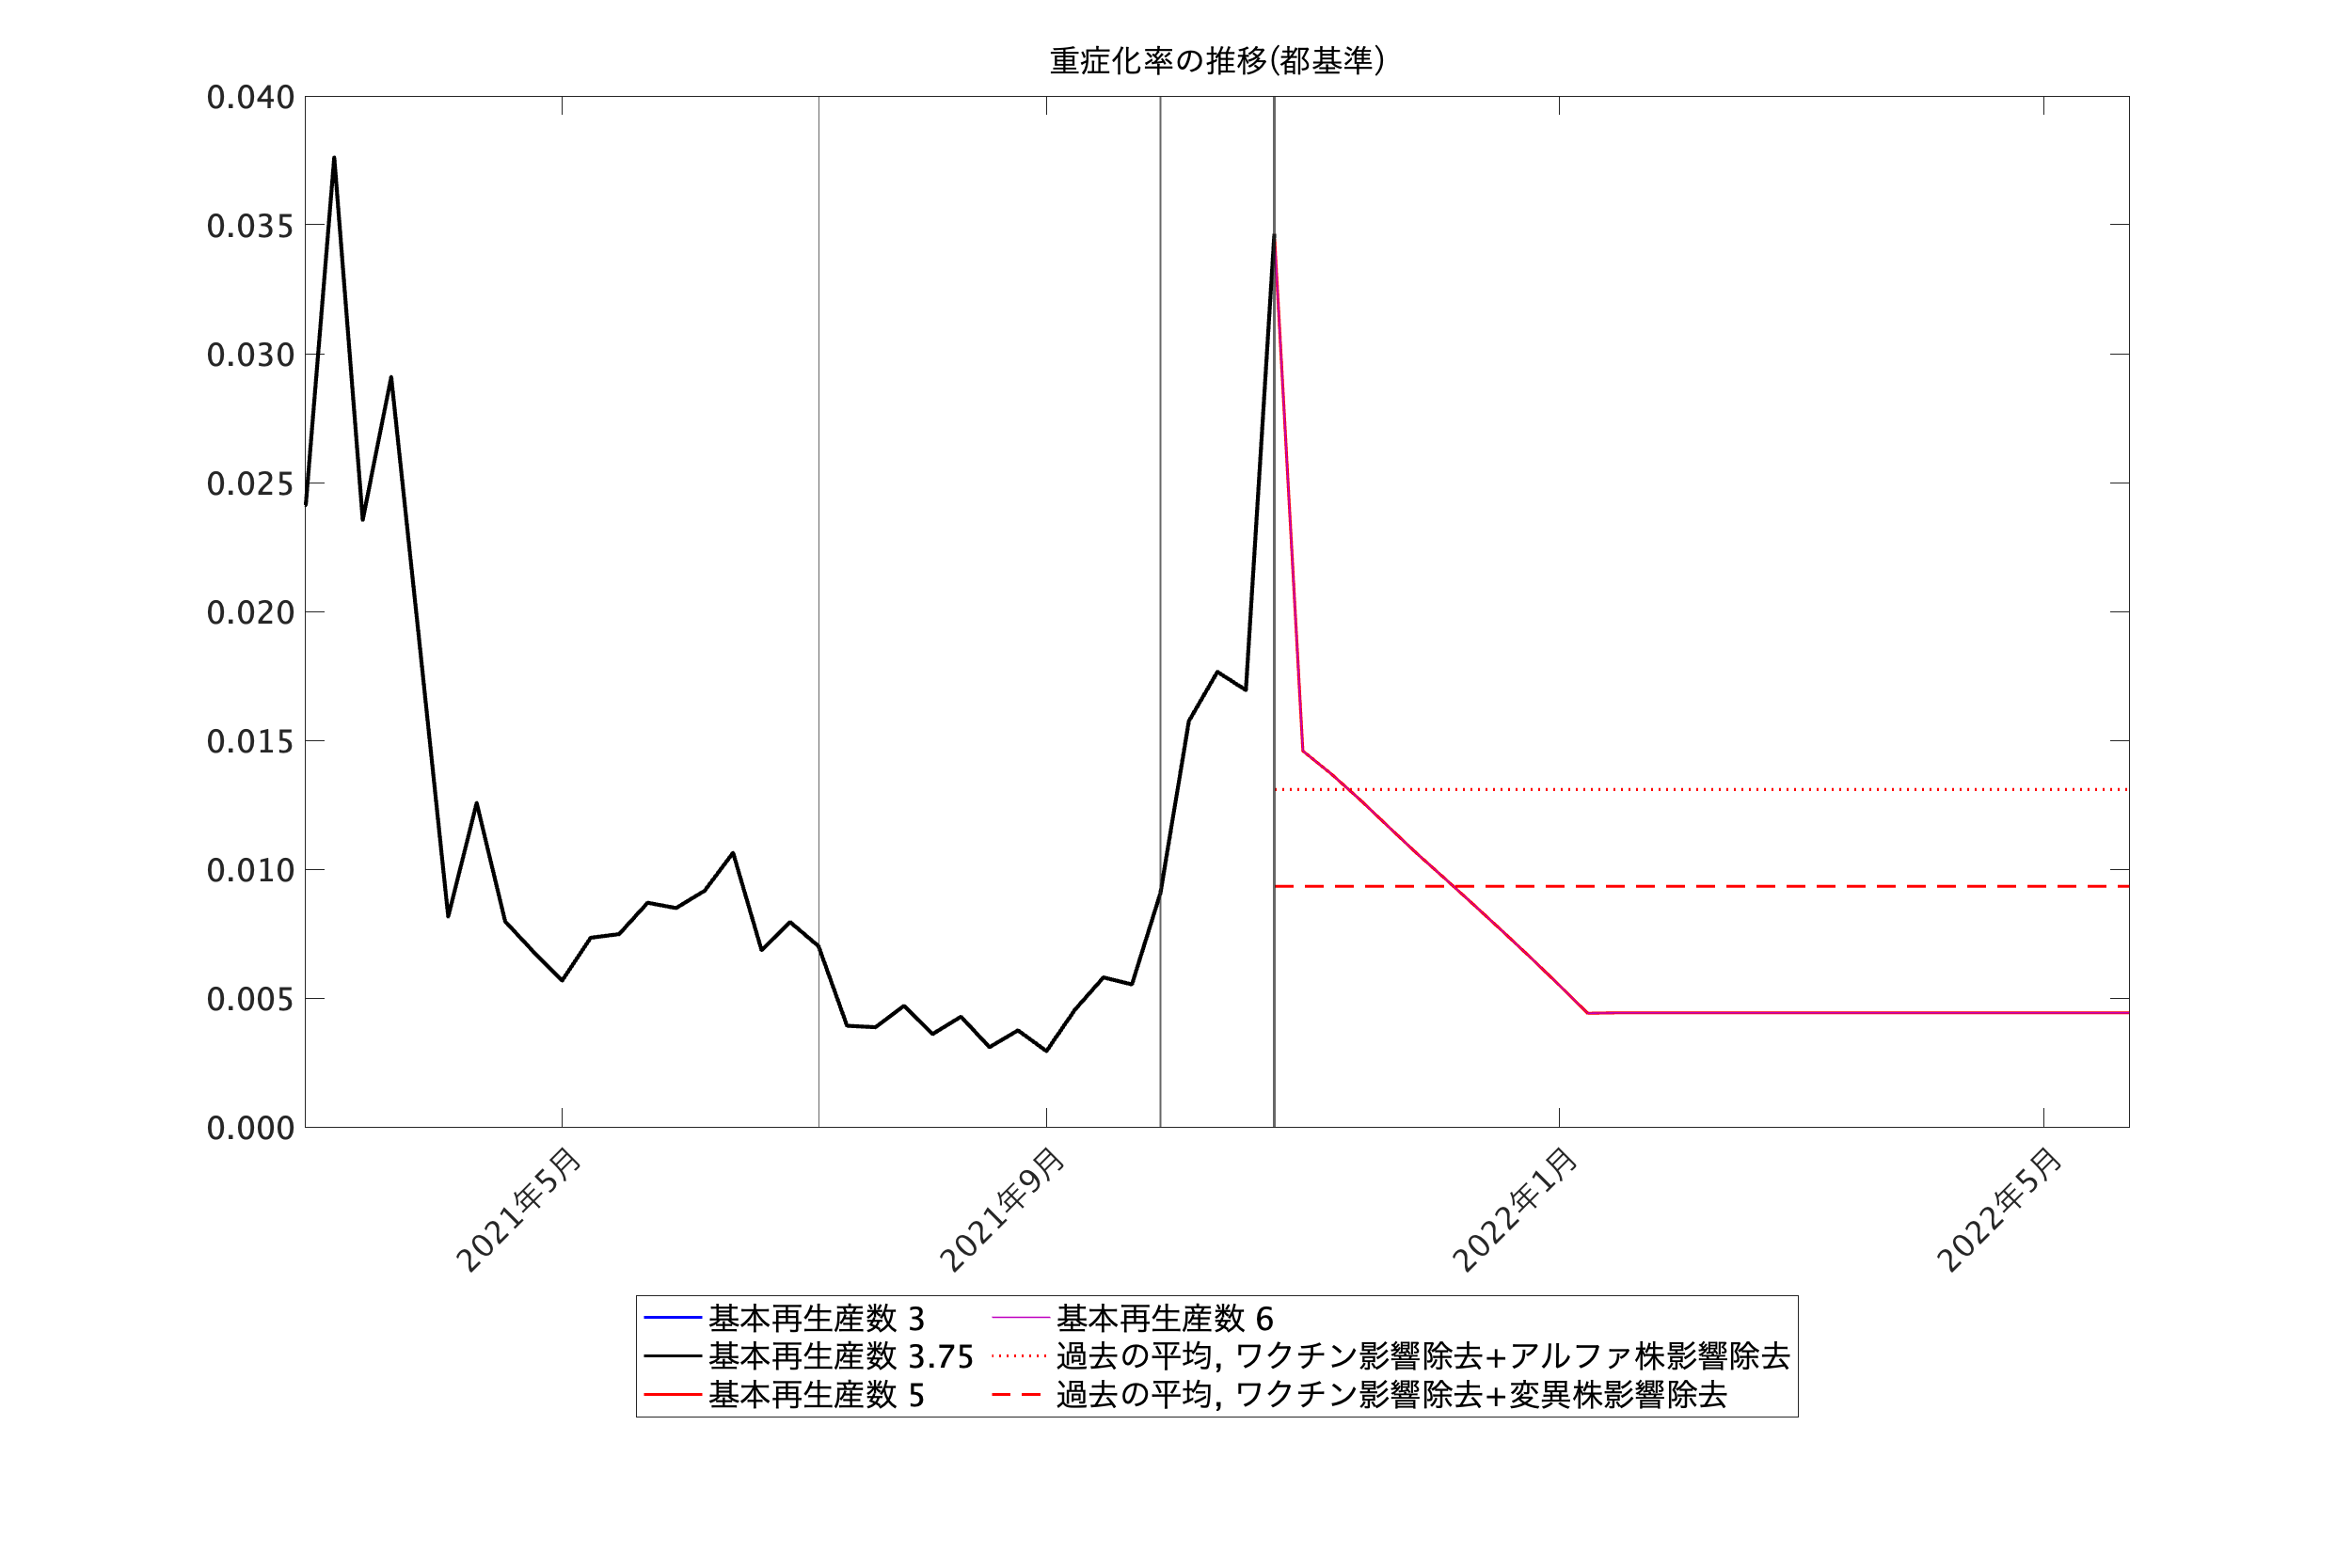 重症化率の推移(都基準)
0.040
0.035
0.030
0.025
0.020
0.015
0.010
0.005
0.000
2021年5月
2021年9月
2022年1月
2022年5月
基本再生産数 3
基本再生産数 3.75
基本再生産数 5
基本再生産数 6
過去の平均, ワクチン影響除去+アルファ株影響除去
過去の平均, ワクチン影響除去+変異株影響除去